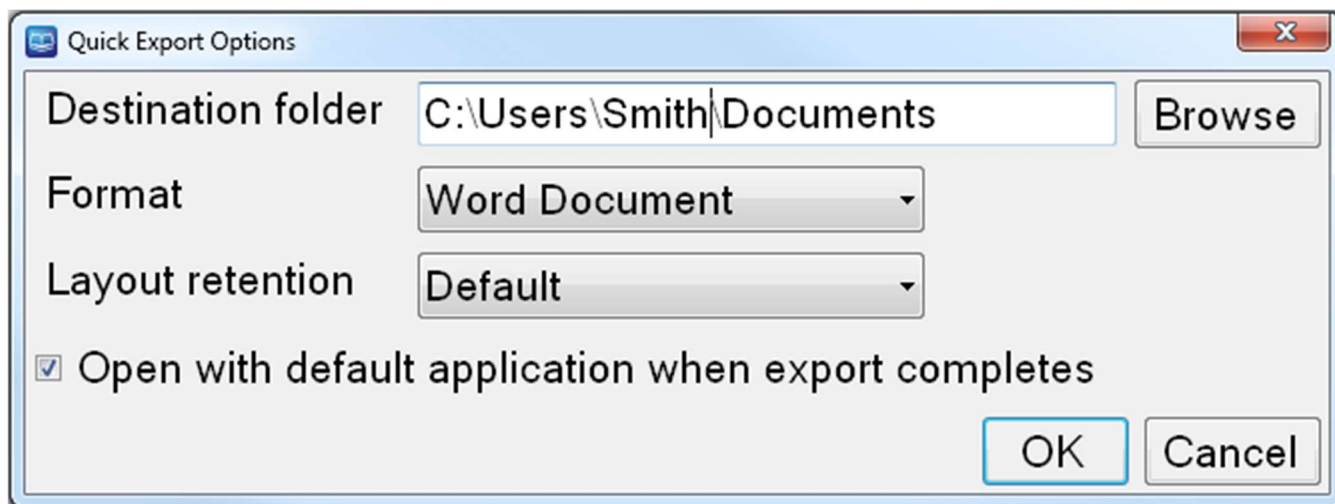 Quick Export Options
Destination folder C:\Users\Smith\Documents Browse
Format Word Document
Layout retention Default
Open with default application when export completes
OK Cancel